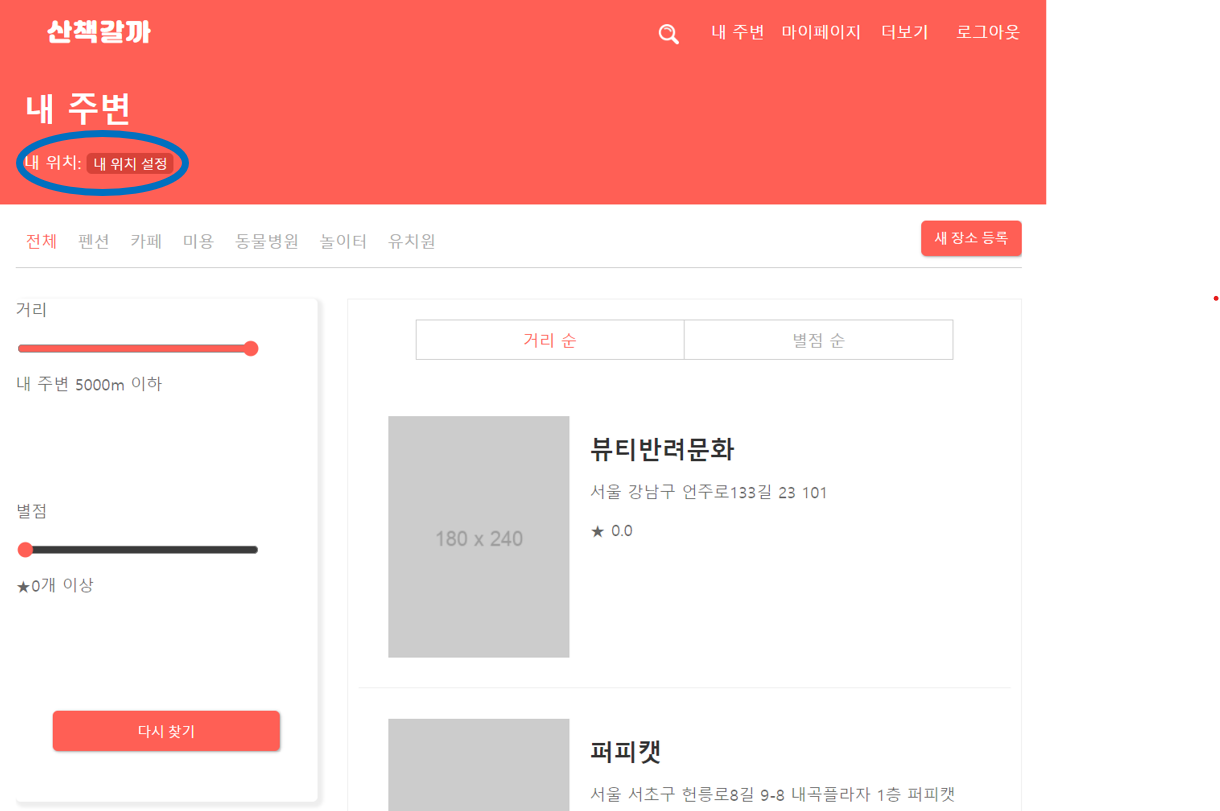 산책갈까
내 주변 마이페이지 더보기 로그아웃
내 주변
내 위치: 내 위치 설정
전체 펜션 카페 미용 동물병원 놀이터 유치원
새 장소 등록
거리
내 주변 5000m 이하
별점
★0개 이상
다시 찾기
거리 순 별점 순
180 x 240
뷰티반려문화
서울 강남구 언주로133길 23 101
★ 0.0
퍼피캣
서울 서초구 헌릉로8길 9-8 내곡플라자 1층 퍼피캣